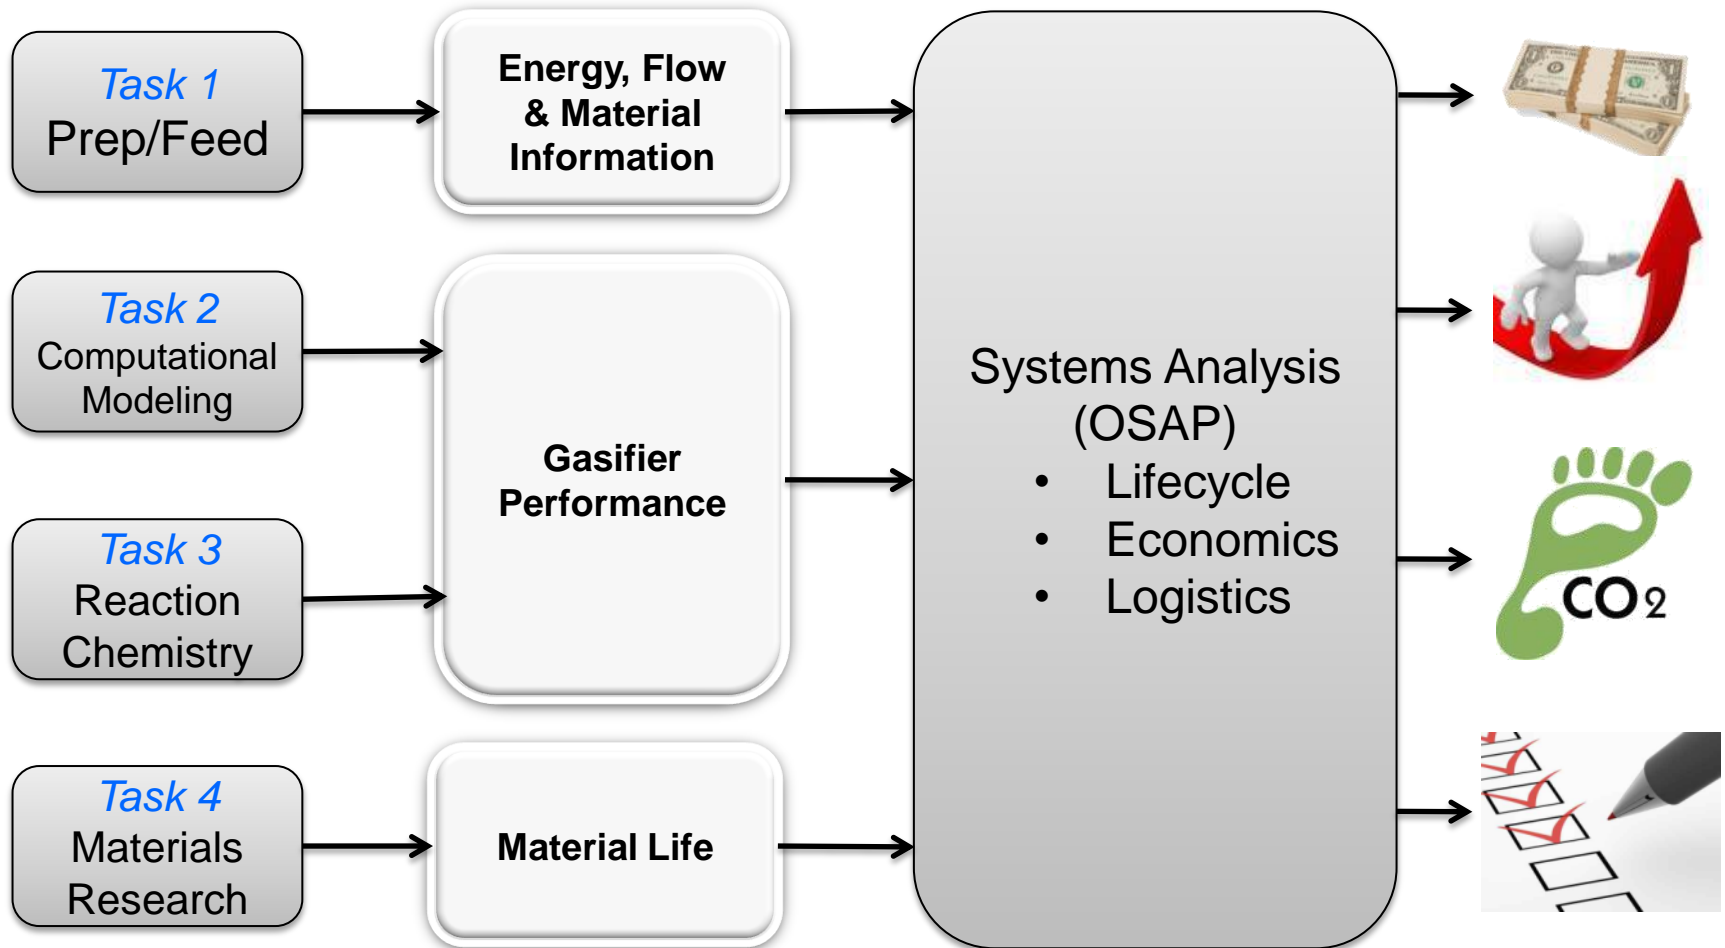 Task 1
Prep/Feed
Energy, Flow
& Material
Information
Task 2
Computational
Modeling
Gasifier
Performance
Task 3
Reaction
Chemistry
Task 4
Materials
Research
Material Life
Systems Analysis
(OSAP)
• Lifecycle
• Economics
• Logistics
CO2